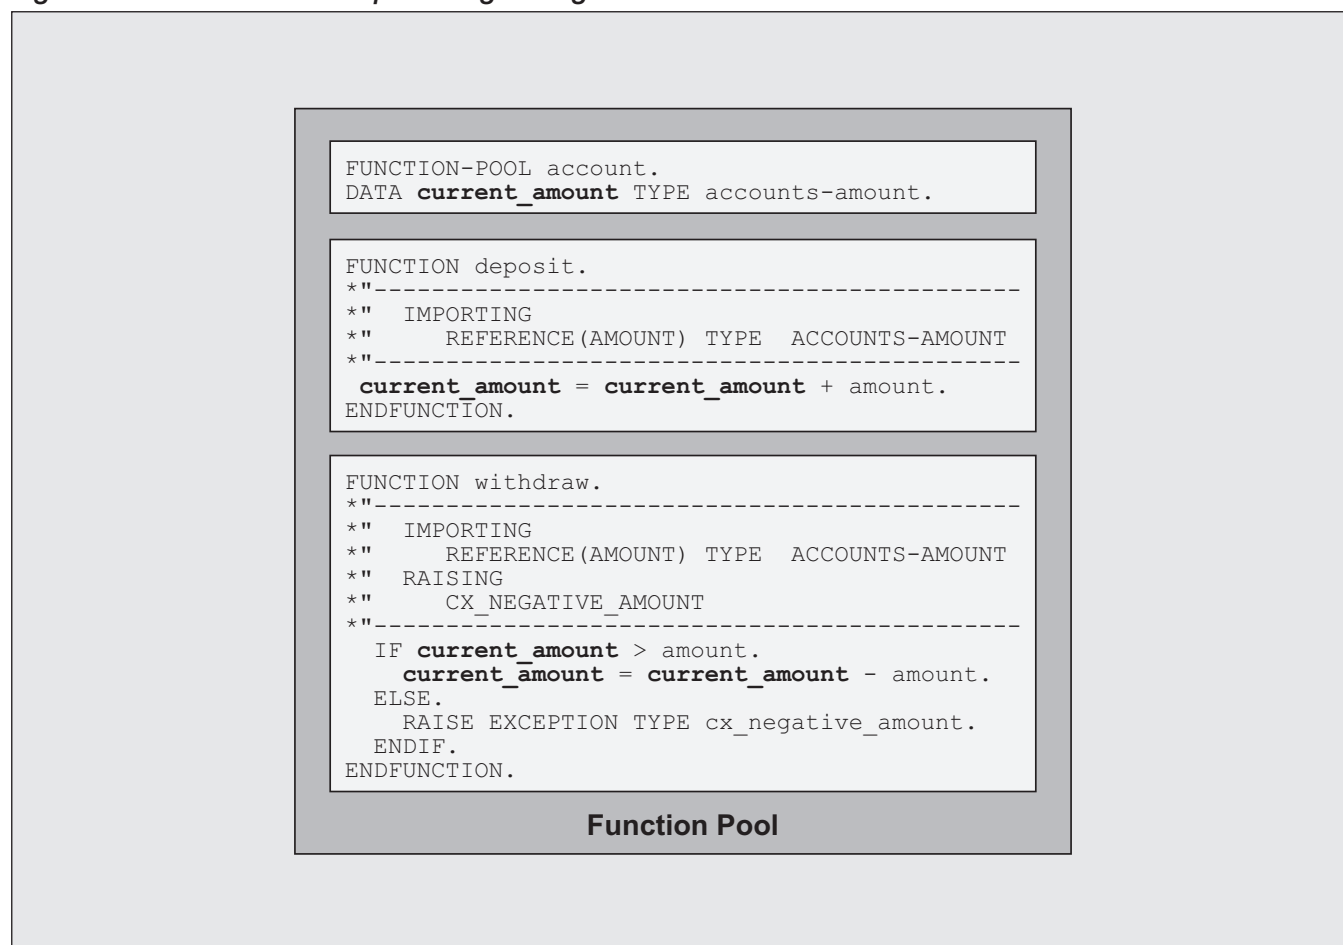 FUNCTION-POOL account.
DATA current_amount TYPE accounts-amount.
FUNCTION deposit.
*"----------------------------------------------
*"  IMPORTING
*"     REFERENCE(AMOUNT) TYPE  ACCOUNTS-AMOUNT
*"----------------------------------------------
 current_amount = current_amount + amount.
ENDFUNCTION.
FUNCTION withdraw.
*"----------------------------------------------
*"  IMPORTING
*"     REFERENCE(AMOUNT) TYPE  ACCOUNTS-AMOUNT
*"  RAISING
*"     CX_NEGATIVE_AMOUNT
*"----------------------------------------------
  IF current_amount > amount.
    current_amount = current_amount - amount.
  ELSE.
    RAISE EXCEPTION TYPE cx_negative_amount.
  ENDIF.
ENDFUNCTION.
Function Pool